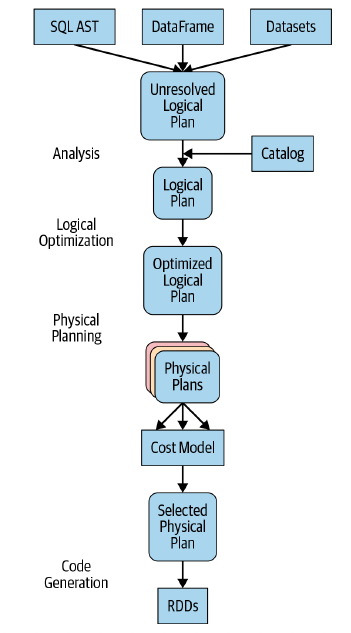 SQL AST
DataFrame
Datasets
Unresolved
Logical
Plan
Analysis
Catalog
Logical
Plan
Logical
Optimization
Optimized
Logical
Plan
Physical
Planning
Physical
Plans
Cost Model
Selected
Physical
Plan
Code
Generation
RDDs